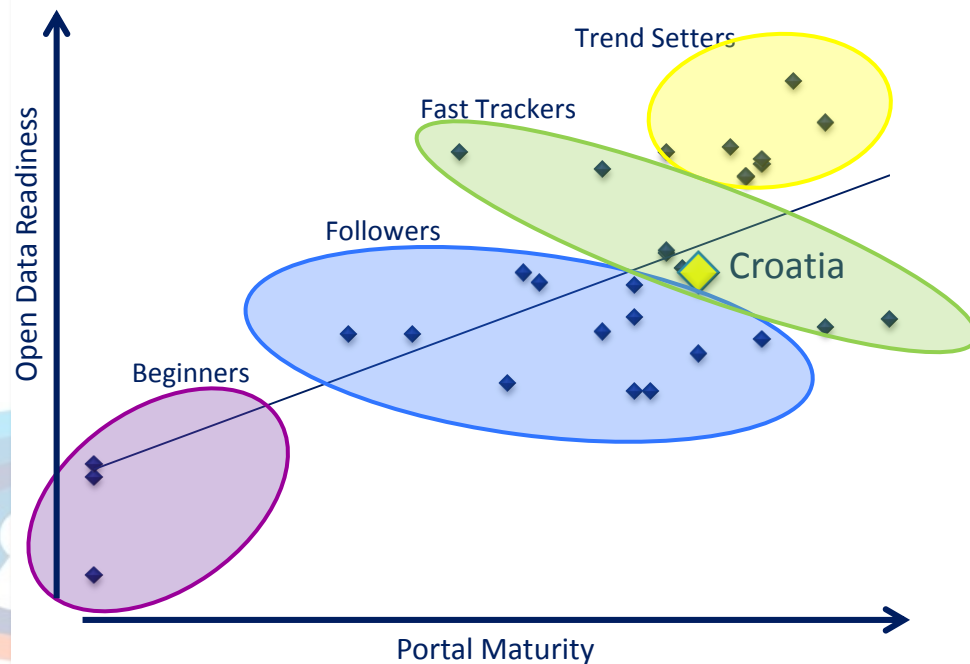 Trend Setters
Fast Trackers
Followers
Croatia
Beginners
Open Data Readiness
Portal Maturity